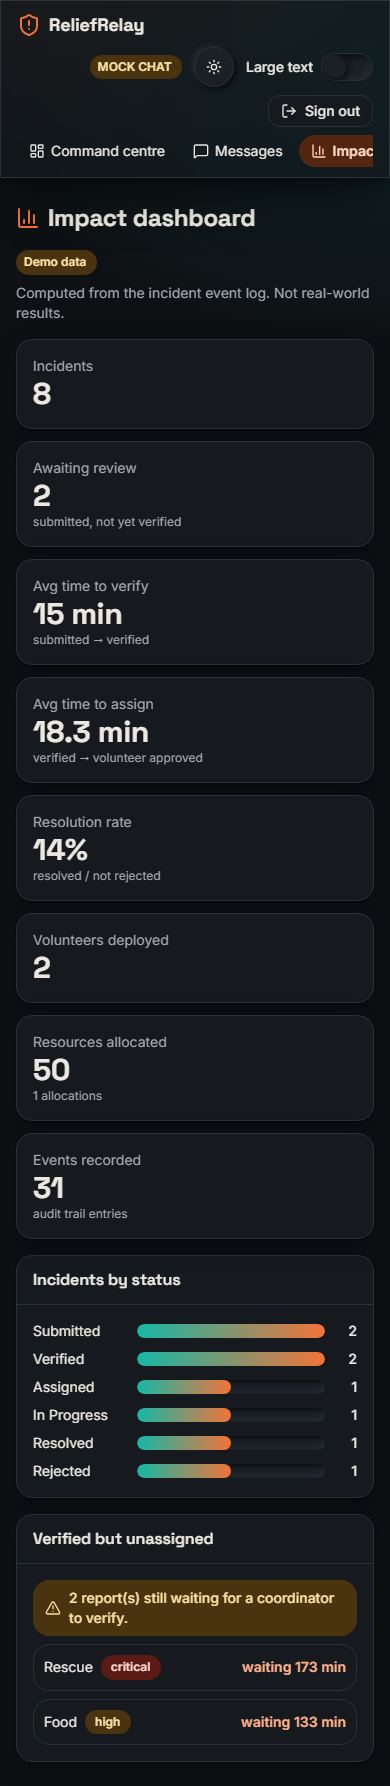 ReliefRelay
MOCK CHAT
Large text
Sign out
Command centre
Messages
Impac
Impact dashboard
Demo data
Computed from the incident event log. Not real-world
results.
Incidents
8
Awaiting review
2
submitted, not yet verified
Avg time to verify
15 min
submitted → verified
Avg time to assign
18.3 min
verified → volunteer approved
Resolution rate
14%
resolved / not rejected
Volunteers deployed
2
Resources allocated
50
1 allocations
Events recorded
31
audit trail entries
Incidents by status
Submitted 2
Verified 2
Assigned 1
In Progress 1
Resolved 1
Rejected 1
Verified but unassigned
2 report(s) still waiting for a coordinator
to verify.
Rescue critical waiting 173 min
Food high waiting 133 min